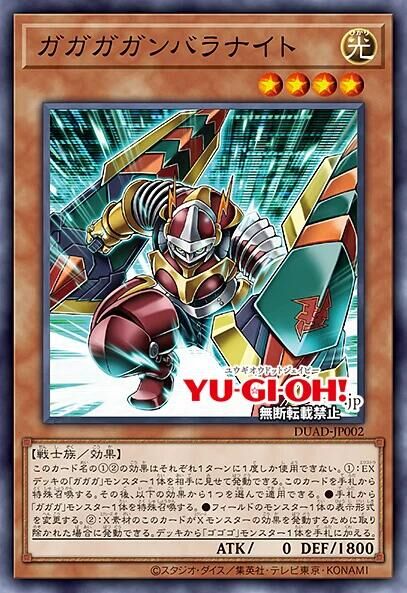 ガガガガンバラナイト
光
ユウギオウドットジェイピー
YU-GI-OH!.jp
無断転載禁止
DUAD-JP002
【戦士族／効果】
このカード名の①②の効果はそれぞれ1ターンに1度しか使用できない。①：EX
デッキの「ガガガ」モンスター1体を相手に見せて発動できる。このカードを手札から
特殊召喚する。その後、以下の効果から1つを選んで適用できる。●手札から
「ガガガ」モンスター1体を特殊召喚する。●フィールドのモンスター1体の表示形式
を変更する。②：X素材のこのカードがXモンスターの効果を発動するために取り
除かれた場合に発動できる。デッキから「ゴゴゴ」モンスター1体を手札に加える。
ATK/ 0 DEF/1800
©スタジオ・ダイス／集英社・テレビ東京・KONAMI